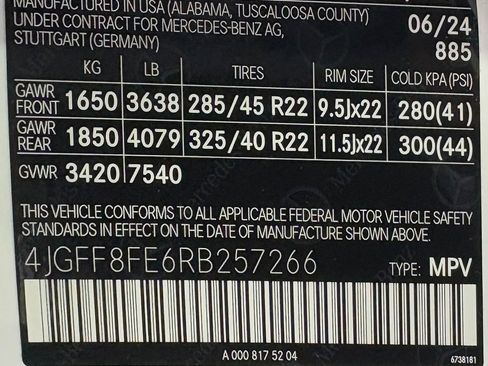 MANUFACTURED IN USA (ALABAMA, TUSCALOOSA COUNTY)
UNDER CONTRACT FOR MERCEDES-BENZ AG,
STUTTGART (GERMANY)
06/24
885
KG LB TIRES RIM SIZE COLD KPA (PSI)
GAWR FRONT 1650 3638 285/45 R22 9.5Jx22 280(41)
GAWR REAR 1850 4079 325/40 R22 11.5Jx22 300(44)
GVWR 3420 7540
THIS VEHICLE CONFORMS TO ALL APPLICABLE FEDERAL MOTOR VEHICLE SAFETY
STANDARDS IN EFFECT ON THE DATE OF MANUFACTURE SHOWN ABOVE.
4JGFF8FE6RB257266 TYPE: MPV
A 000 817 52 04
6738181